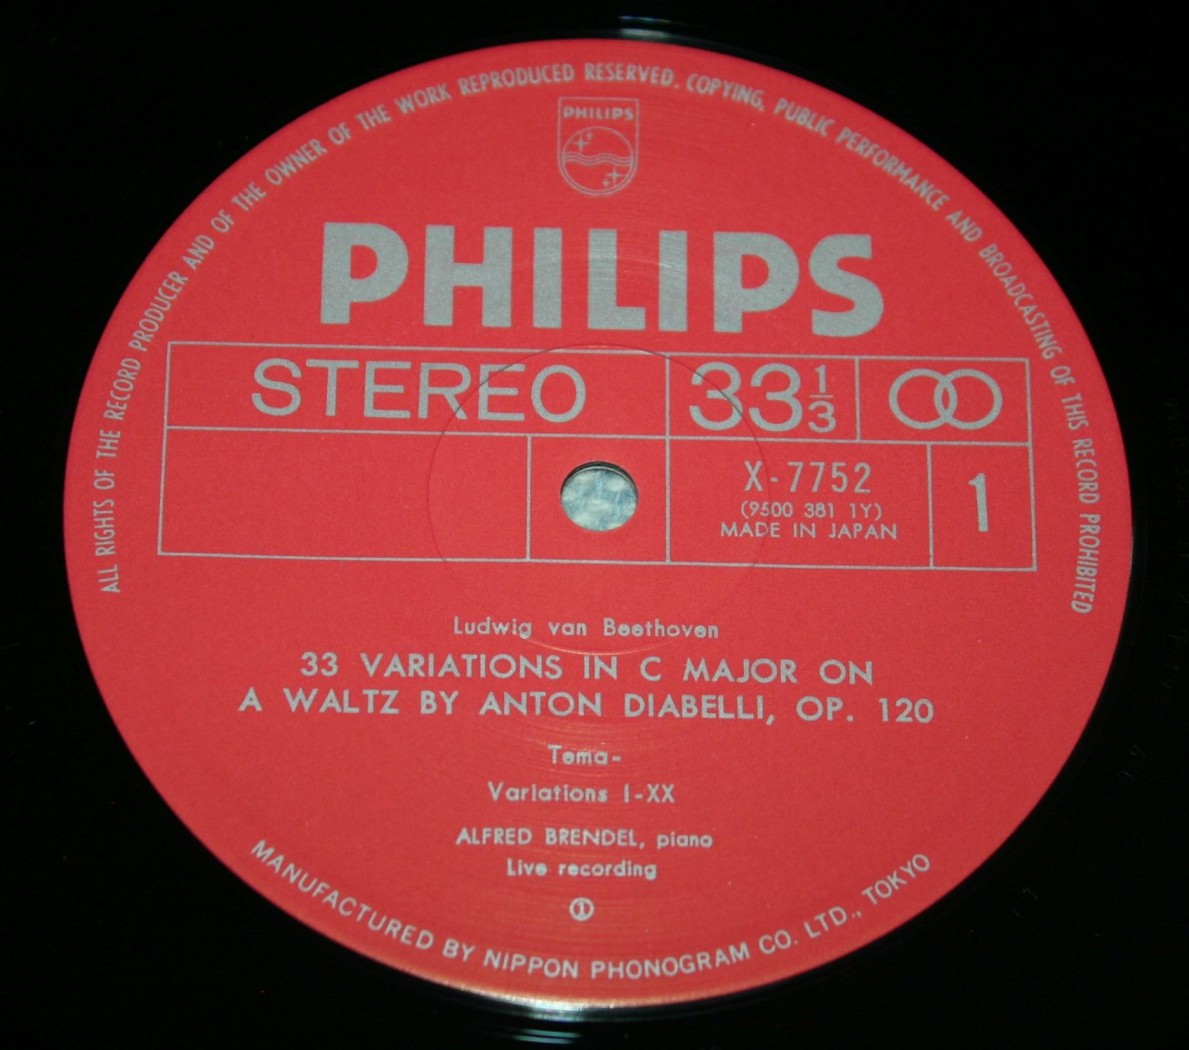 ALL RIGHTS OF THE RECORD PRODUCER AND OF THE OWNER OF THE WORK REPRODUCED RESERVED. COPYING, PUBLIC PERFORMANCE AND BROADCASTING OF THIS RECORD PROHIBITED
PHILIPS
PHILIPS
STEREO
33 1/3
X-7752
(9500 381 1Y)
MADE IN JAPAN
1
Ludwig van Beethoven
33 VARIATIONS IN C MAJOR ON
A WALTZ BY ANTON DIABELLI, OP. 120
Tema-
Variations I-XX
ALFRED BRENDEL, piano
Live recording
①
MANUFACTURED BY NIPPON PHONOGRAM CO. LTD., TOKYO